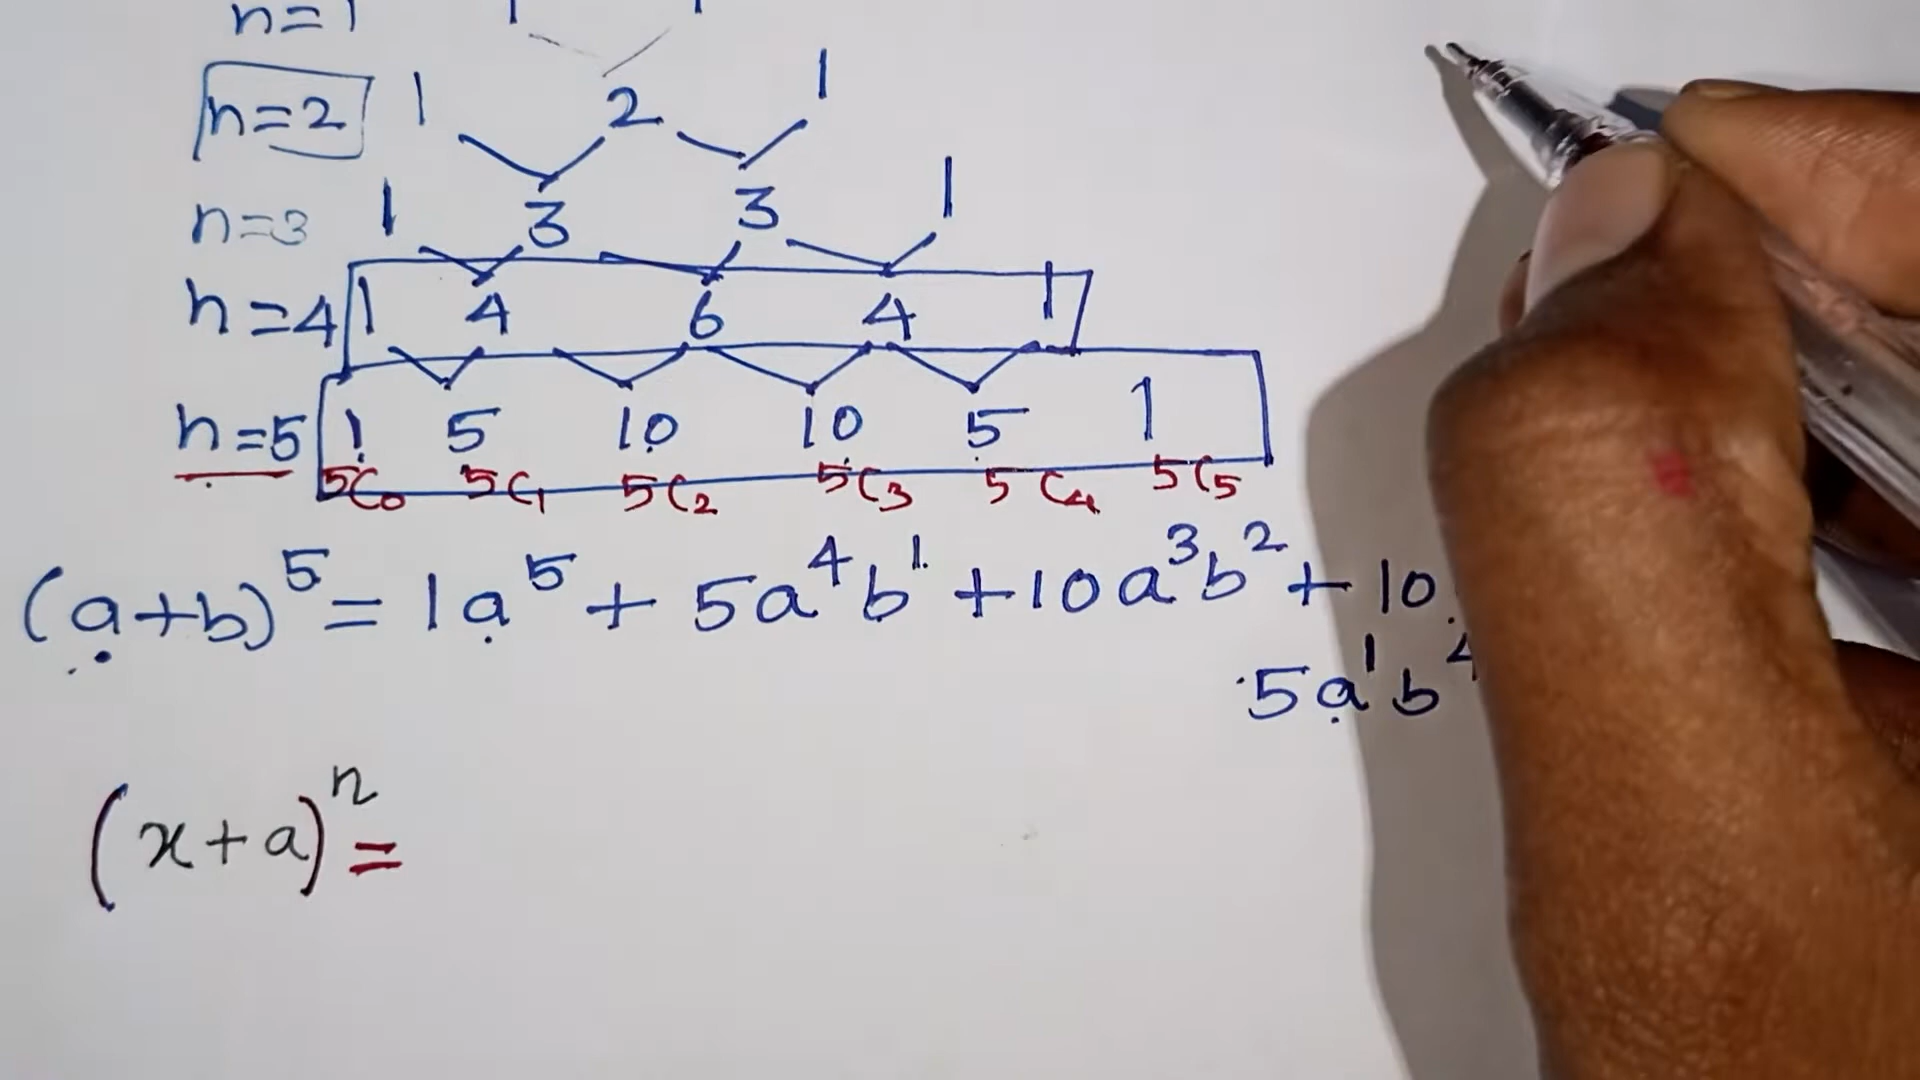 n=1
n=2 1 2 1
n=3 1 3 3 1
n=4 1 4 6 4 1
n=5 1 5 10 10 5 1
5C₀ 5C₁ 5C₂ 5C₃ 5C₄ 5C₅
(a+b)⁵ = 1a⁵ + 5a⁴b¹ + 10a³b² + 10
5a¹b⁴
(x+a)ⁿ =